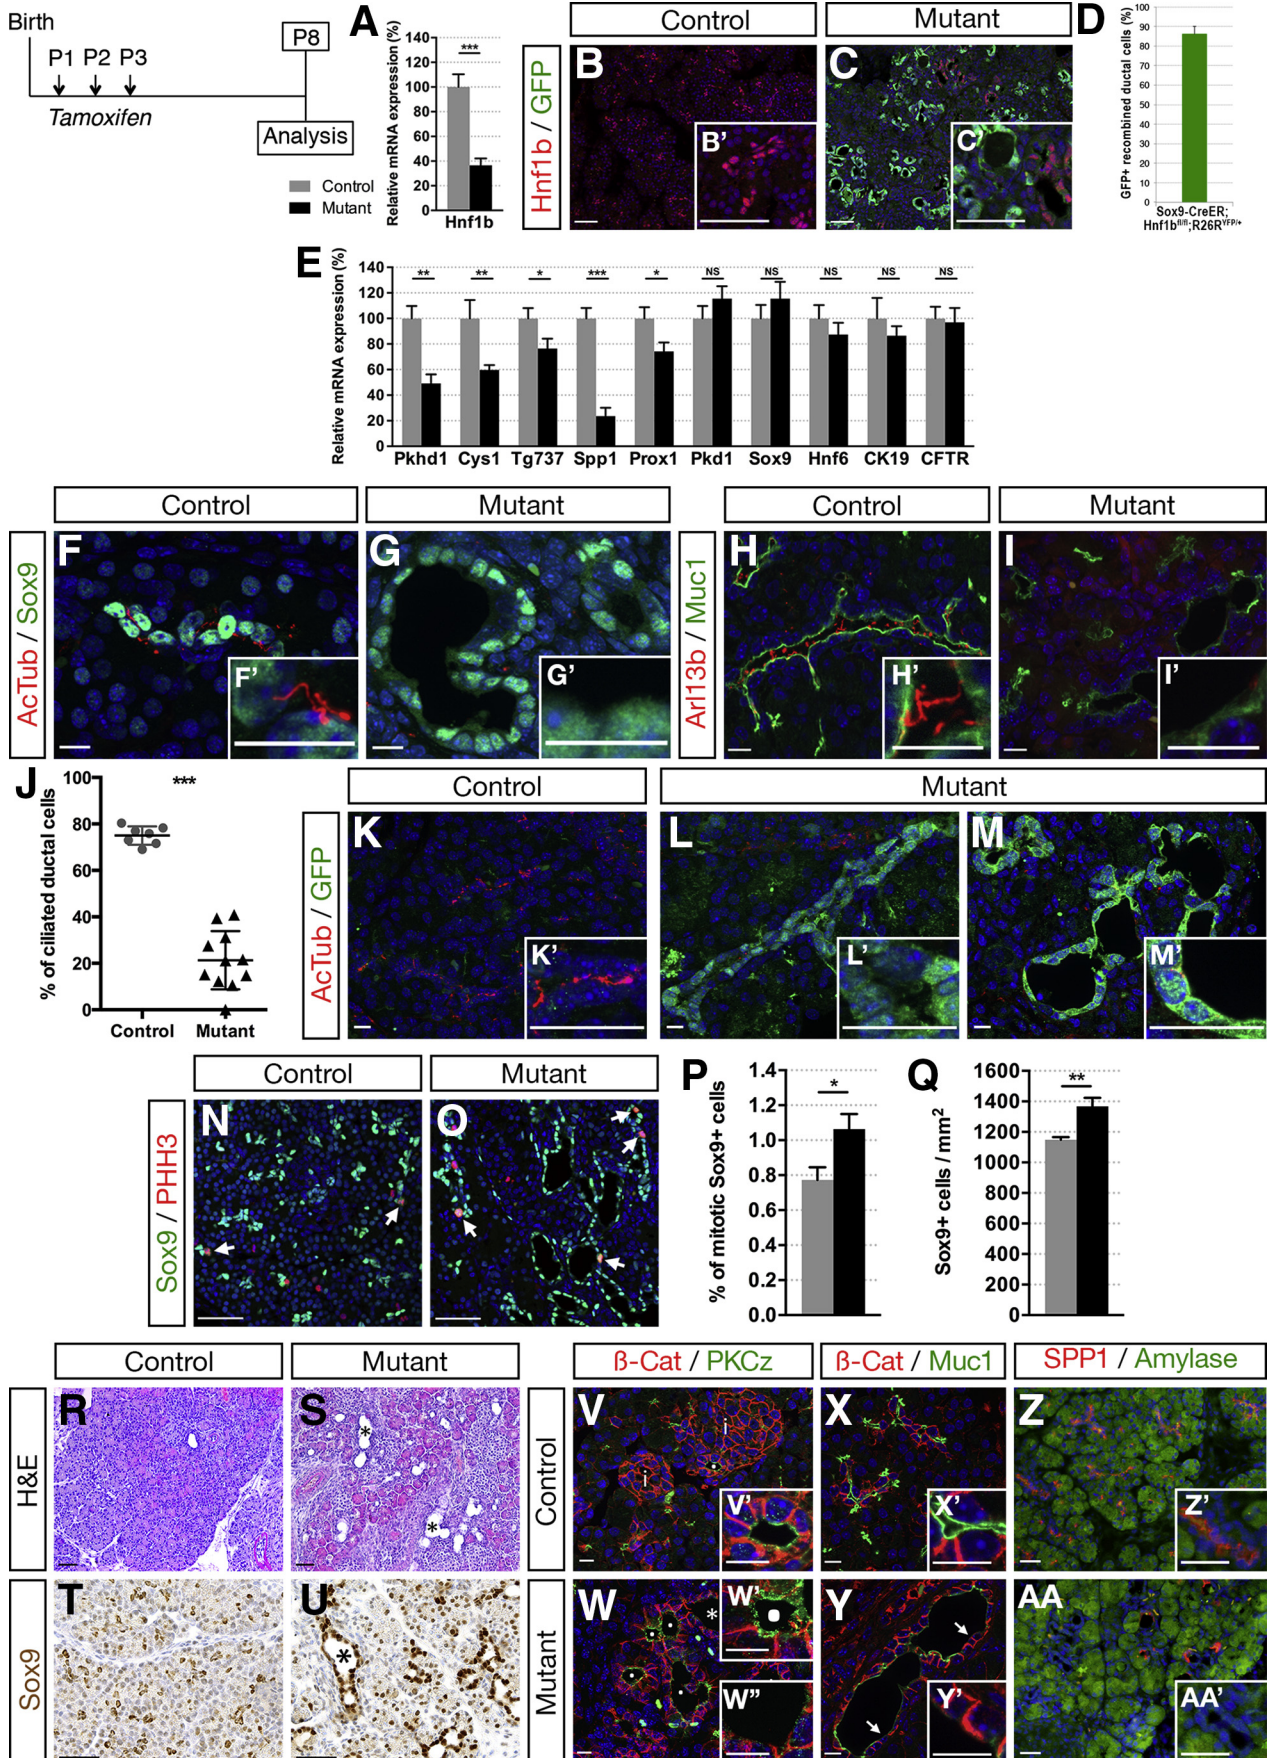 Birth
P1 P2 P3
Tamoxifen
P8
Analysis
Control
Mutant
A
Relative mRNA expression (%)
140
120
100
80
60
40
20
0
***
Hnf1b
Control
Mutant
Hnf1b / GFP
B
B'
C
C'
D
GFP+ recombined ductal cells (%)
100
90
80
70
60
50
40
30
20
10
0
Sox9-CreER;
Hnf1bfl/fl;R26RYFP/+
E
Relative mRNA expression (%)
140
120
100
80
60
40
20
0
** ** * *** * NS NS NS NS NS
Pkhd1 Cys1 Tg737 Spp1 Prox1 Pkd1 Sox9 Hnf6 CK19 CFTR
Control
Mutant
Control
Mutant
AcTub / Sox9
F
F'
G
G'
Arl13b / Muc1
H
H'
I
I'
J
% of ciliated ductal cells
100
80
60
40
20
0
***
Control Mutant
Control
Mutant
AcTub / GFP
K
K'
L
L'
M
M'
Control
Mutant
Sox9 / PHH3
N
O
P
% of mitotic Sox9+ cells
1.4
1.2
1.0
0.8
0.6
0.4
0.2
0.0
*
Q
Sox9+ cells / mm2
1600
1400
1200
1000
800
600
400
200
0
**
Control
Mutant
H&E
R
S
*
*
Sox9
T
U
*
ß-Cat / PKCz
ß-Cat / Muc1
SPP1 / Amylase
Control
V
i
i
V'
X
X'
Z
Z'
Mutant
W
*
W'
W"
Y
Y'
AA
AA'